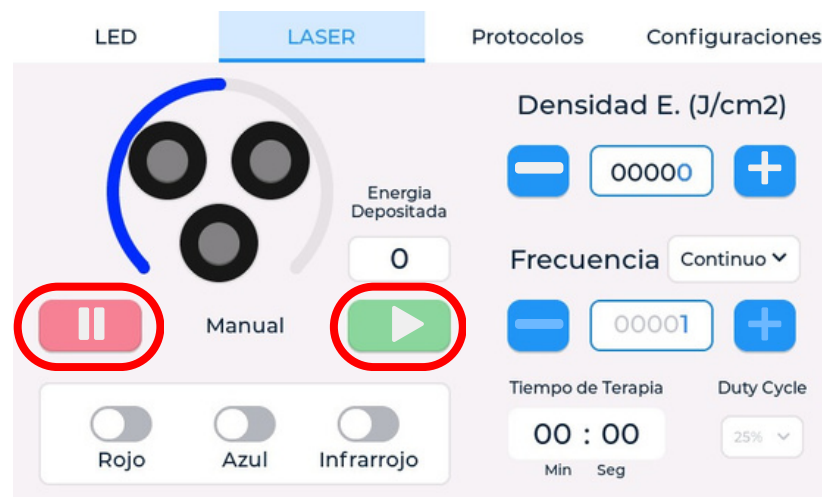 LED LASER Protocolos Configuraciones
Densidad E. (J/cm2)
00000
Energia
Depositada
0
Frecuencia Continuo
Manual
00001
Tiempo de Terapia Duty Cycle
00 : 00 25%
Min Seg
Rojo Azul Infrarrojo